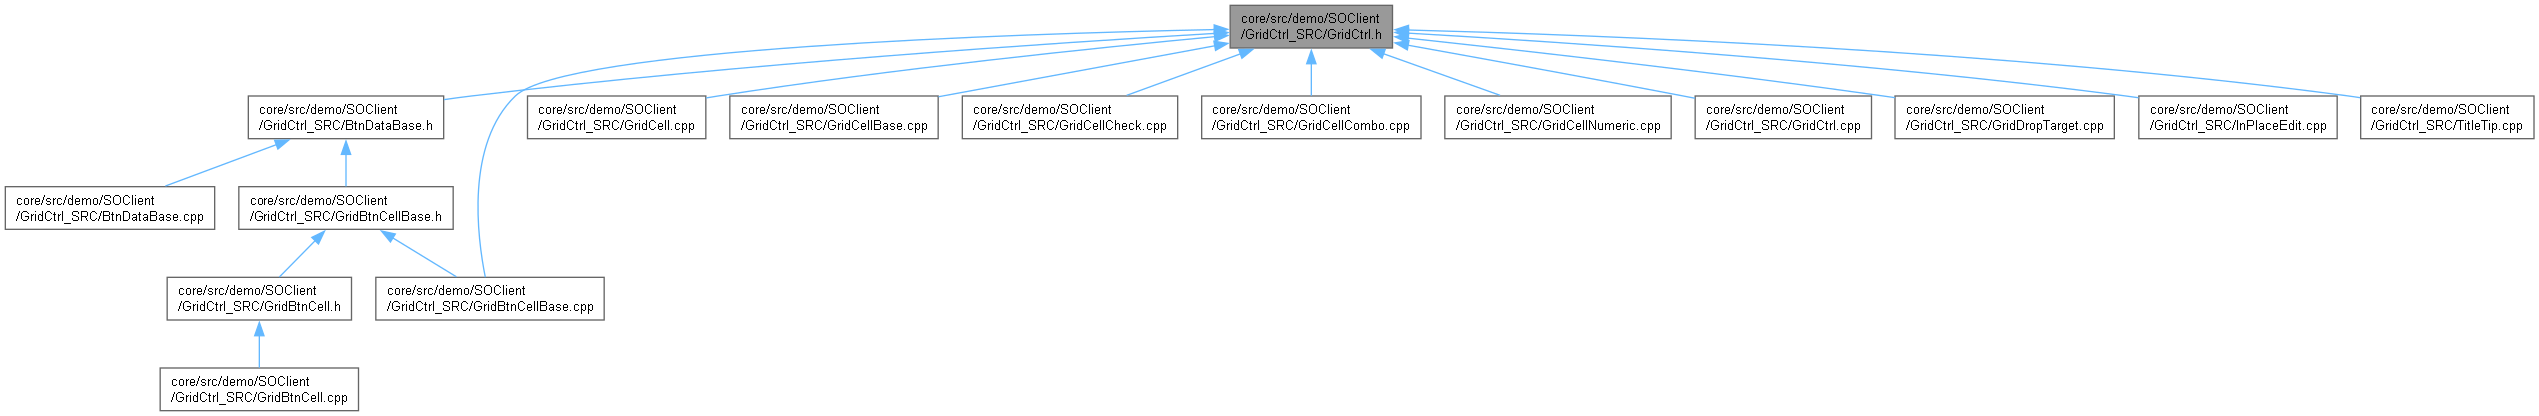 core/src/demo/SOClient
/GridCtrl_SRC/GridCtrl.h
core/src/demo/SOClient
/GridCtrl_SRC/BtnDataBase.h
core/src/demo/SOClient
/GridCtrl_SRC/GridCell.cpp
core/src/demo/SOClient
/GridCtrl_SRC/GridCellBase.cpp
core/src/demo/SOClient
/GridCtrl_SRC/GridCellCheck.cpp
core/src/demo/SOClient
/GridCtrl_SRC/GridCellCombo.cpp
core/src/demo/SOClient
/GridCtrl_SRC/GridCellNumeric.cpp
core/src/demo/SOClient
/GridCtrl_SRC/GridCtrl.cpp
core/src/demo/SOClient
/GridCtrl_SRC/GridDropTarget.cpp
core/src/demo/SOClient
/GridCtrl_SRC/InPlaceEdit.cpp
core/src/demo/SOClient
/GridCtrl_SRC/TitleTip.cpp
core/src/demo/SOClient
/GridCtrl_SRC/BtnDataBase.cpp
core/src/demo/SOClient
/GridCtrl_SRC/GridBtnCellBase.h
core/src/demo/SOClient
/GridCtrl_SRC/GridBtnCell.h
core/src/demo/SOClient
/GridCtrl_SRC/GridBtnCellBase.cpp
core/src/demo/SOClient
/GridCtrl_SRC/GridBtnCell.cpp